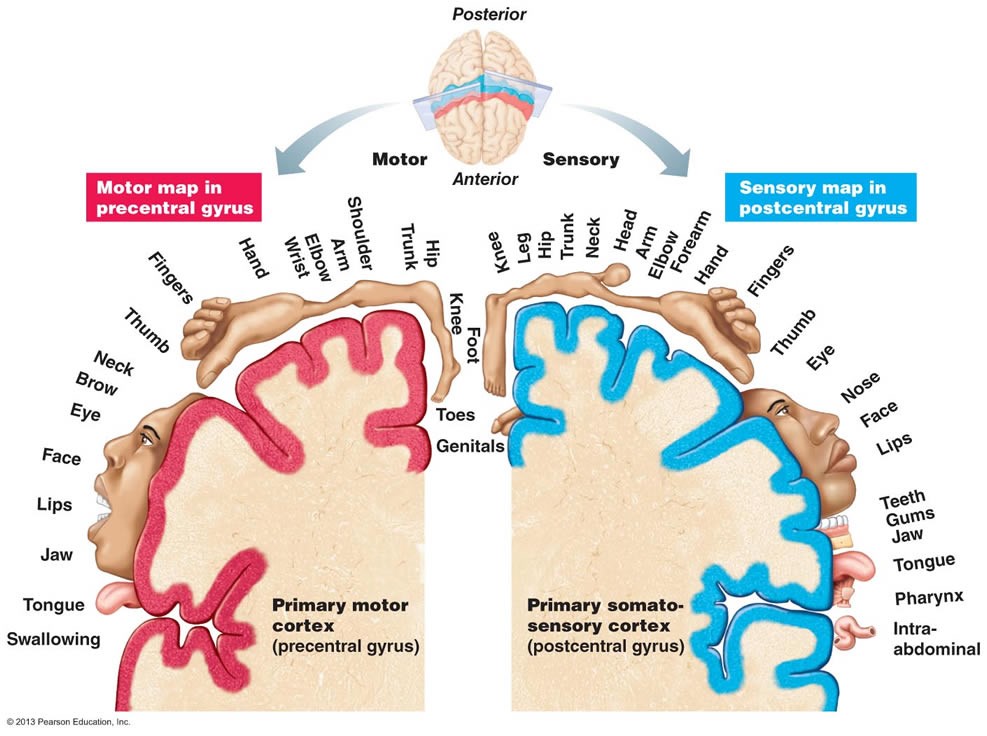 Posterior
Motor
Sensory
Anterior
Motor map in
precentral gyrus
Sensory map in
postcentral gyrus
Swallowing
Tongue
Jaw
Lips
Face
Eye
Brow
Neck
Thumb
Fingers
Hand
Wrist
Elbow
Arm
Shoulder
Trunk
Hip
Knee
Foot
Toes
Genitals
Knee
Leg
Hip
Trunk
Neck
Head
Arm
Elbow
Forearm
Hand
Fingers
Thumb
Eye
Nose
Face
Lips
Teeth
Gums
Jaw
Tongue
Pharynx
Intra-
abdominal
Primary motor
cortex
(precentral gyrus)
Primary somato-
sensory cortex
(postcentral gyrus)
© 2013 Pearson Education, Inc.